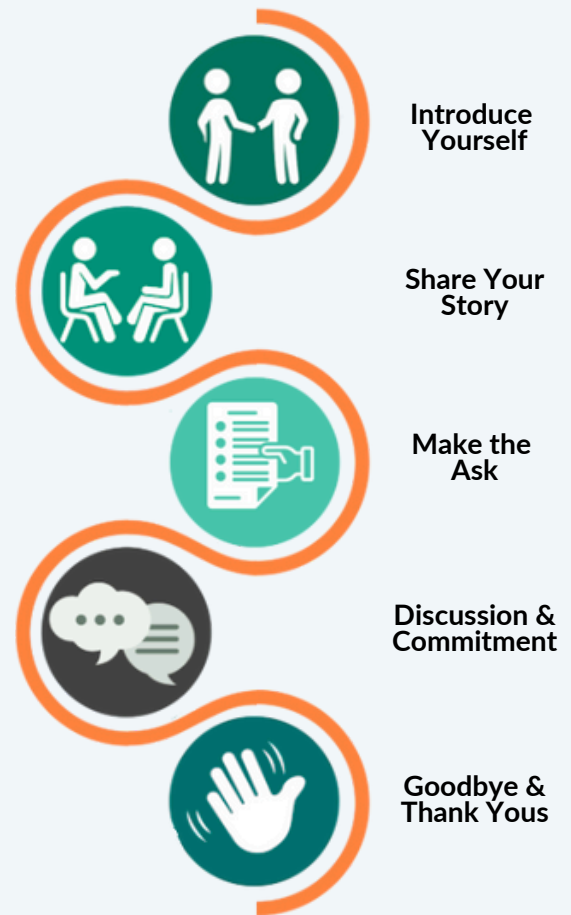 Introduce
Yourself
Share Your
Story
Make the
Ask
Discussion &
Commitment
Goodbye &
Thank Yous